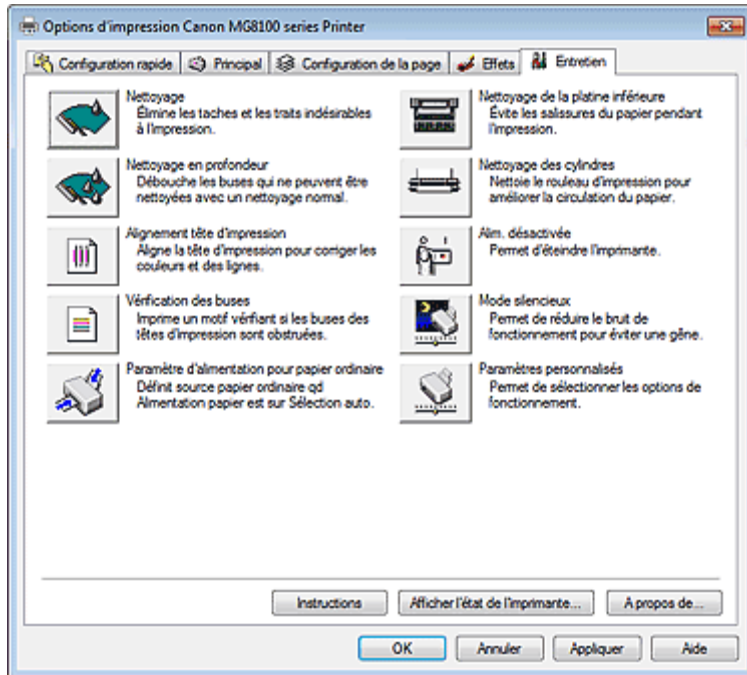 Options d'impression Canon MG8100 series Printer
Configuration rapide
Principal
Configuration de la page
Effets
Entretien
Nettoyage
Élimine les taches et les traits indésirables
à l'impression.
Nettoyage en profondeur
Débouche les buses qui ne peuvent être
nettoyées avec un nettoyage normal.
Alignement tête d'impression
Aligne la tête d'impression pour corriger les
couleurs et des lignes.
Vérification des buses
Imprime un motif vérifiant si les buses des
têtes d'impression sont obstruées.
Paramètre d'alimentation pour papier ordinaire
Définit source papier ordinaire qd
Alimentation papier est sur Sélection auto.
Nettoyage de la platine inférieure
Évite les salissures du papier pendant
l'impression.
Nettoyage des cylindres
Nettoie le rouleau d'impression pour
améliorer la circulation du papier.
Alim. désactivée
Permet d'éteindre l'imprimante.
Mode silencieux
Permet de réduire le brut de
fonctionnement pour éviter une gêne.
Paramètres personnalisés
Permet de sélectionner les options de
fonctionnement.
Instructions
Afficher l'état de l'imprimante...
A propos de...
OK
Annuler
Appliquer
Aide